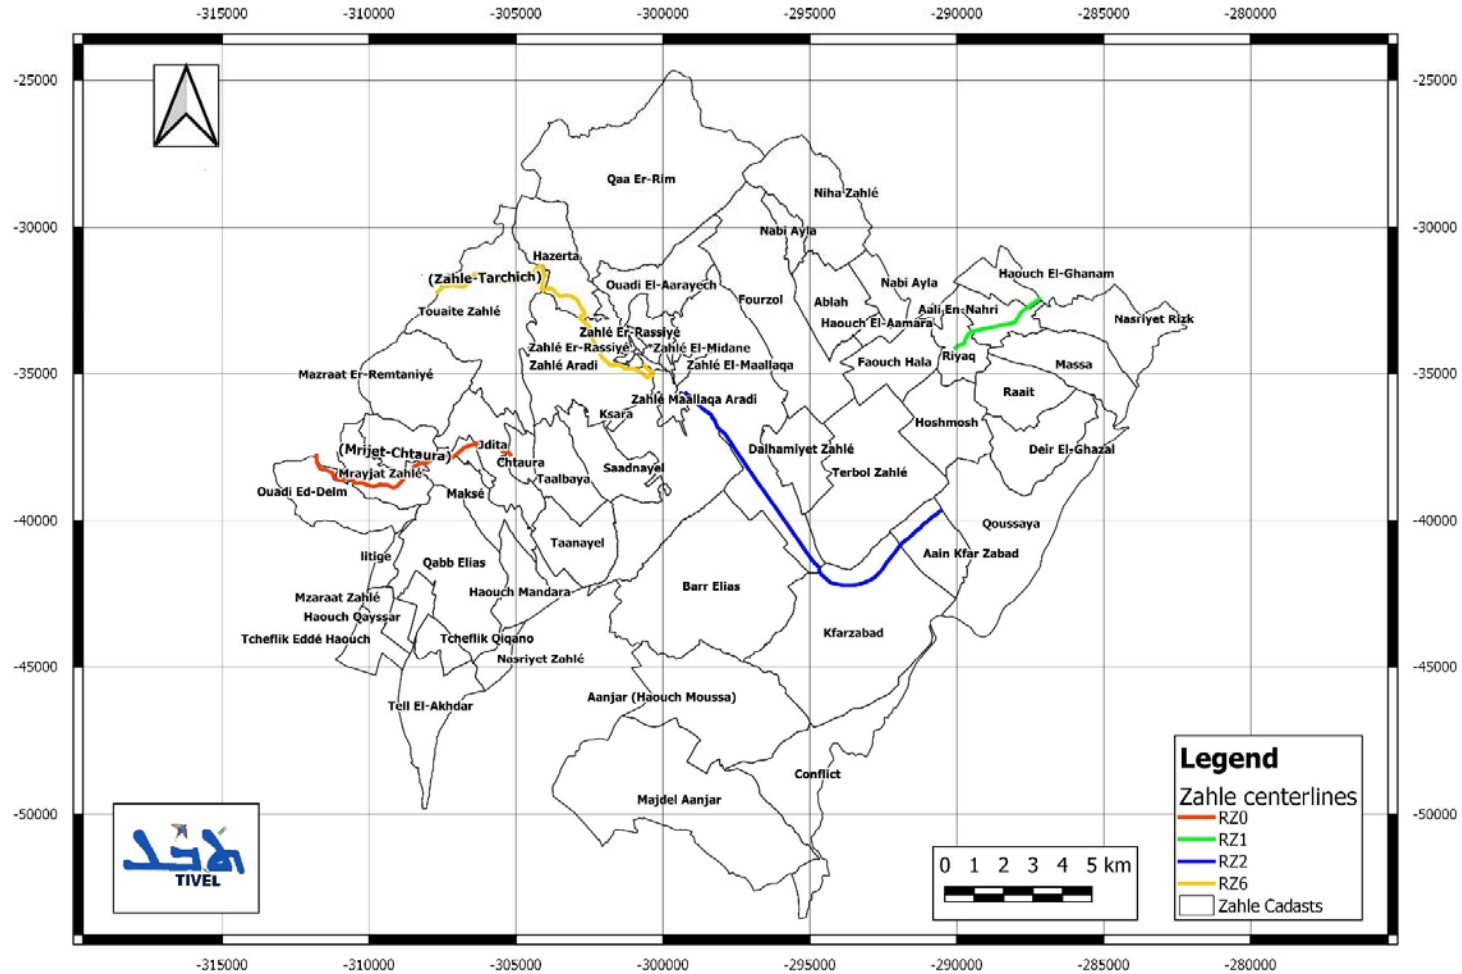 -315000 -310000 -305000 -300000 -295000 -290000 -285000 -280000
-25000 -25000
Qaa Er-Rim
Niha Zahlé
-30000 -30000
Nabi Ayla
Hazerta
Haouch El-Ghanam
(Zahle-Tarchich)
Ouadi El-Aarayech
Nabi Ayla
Fourzol
Ablah
Touaite Zahlé
Aali En-Nahri
Haouch El-Aamara
Nasriyet Rizk
Zahlé Er-Rassiyé
Zahlé Er-Rassiyé
Zahlé El-Midane
Riyaq
Zahlé Aradi
Zahlé El-Maallaqa
Faouch Hala
Massa
-35000 -35000
Mazraat Er-Remtaniyé
Raait
Zahlé Maallaqa Aradi
Ksara
Hoshmosh
Jdita
(Mrijet-Chtaura)
Dalhamiyet Zahlé
Deir El-Ghazal
Chtaura
Saadnayel
Mrayjat Zahlé
Taalbaya
Terbol Zahlé
Ouadi Ed-Delm
Maksé
-40000 -40000
Qoussaya
Taanayel
Aain Kfar Zabad
litige
Qabb Elias
Barr Elias
Haouch Mandara
Mzaraat Zahlé
Haouch Qayssar
Kfarzabad
Tcheflik Eddé Haouch
Tcheflik Qiqano
Nasriyet Zahlé
-45000 -45000
Aanjar (Haouch Moussa)
Tell El-Akhdar
Conflict
Majdel Aanjar
-50000 -50000
Legend
Zahle centerlines
RZ0
RZ1
RZ2
RZ6
Zahle Cadasts
0 1 2 3 4 5 km
TIVEL
-315000 -310000 -305000 -300000 -295000 -290000 -285000 -280000